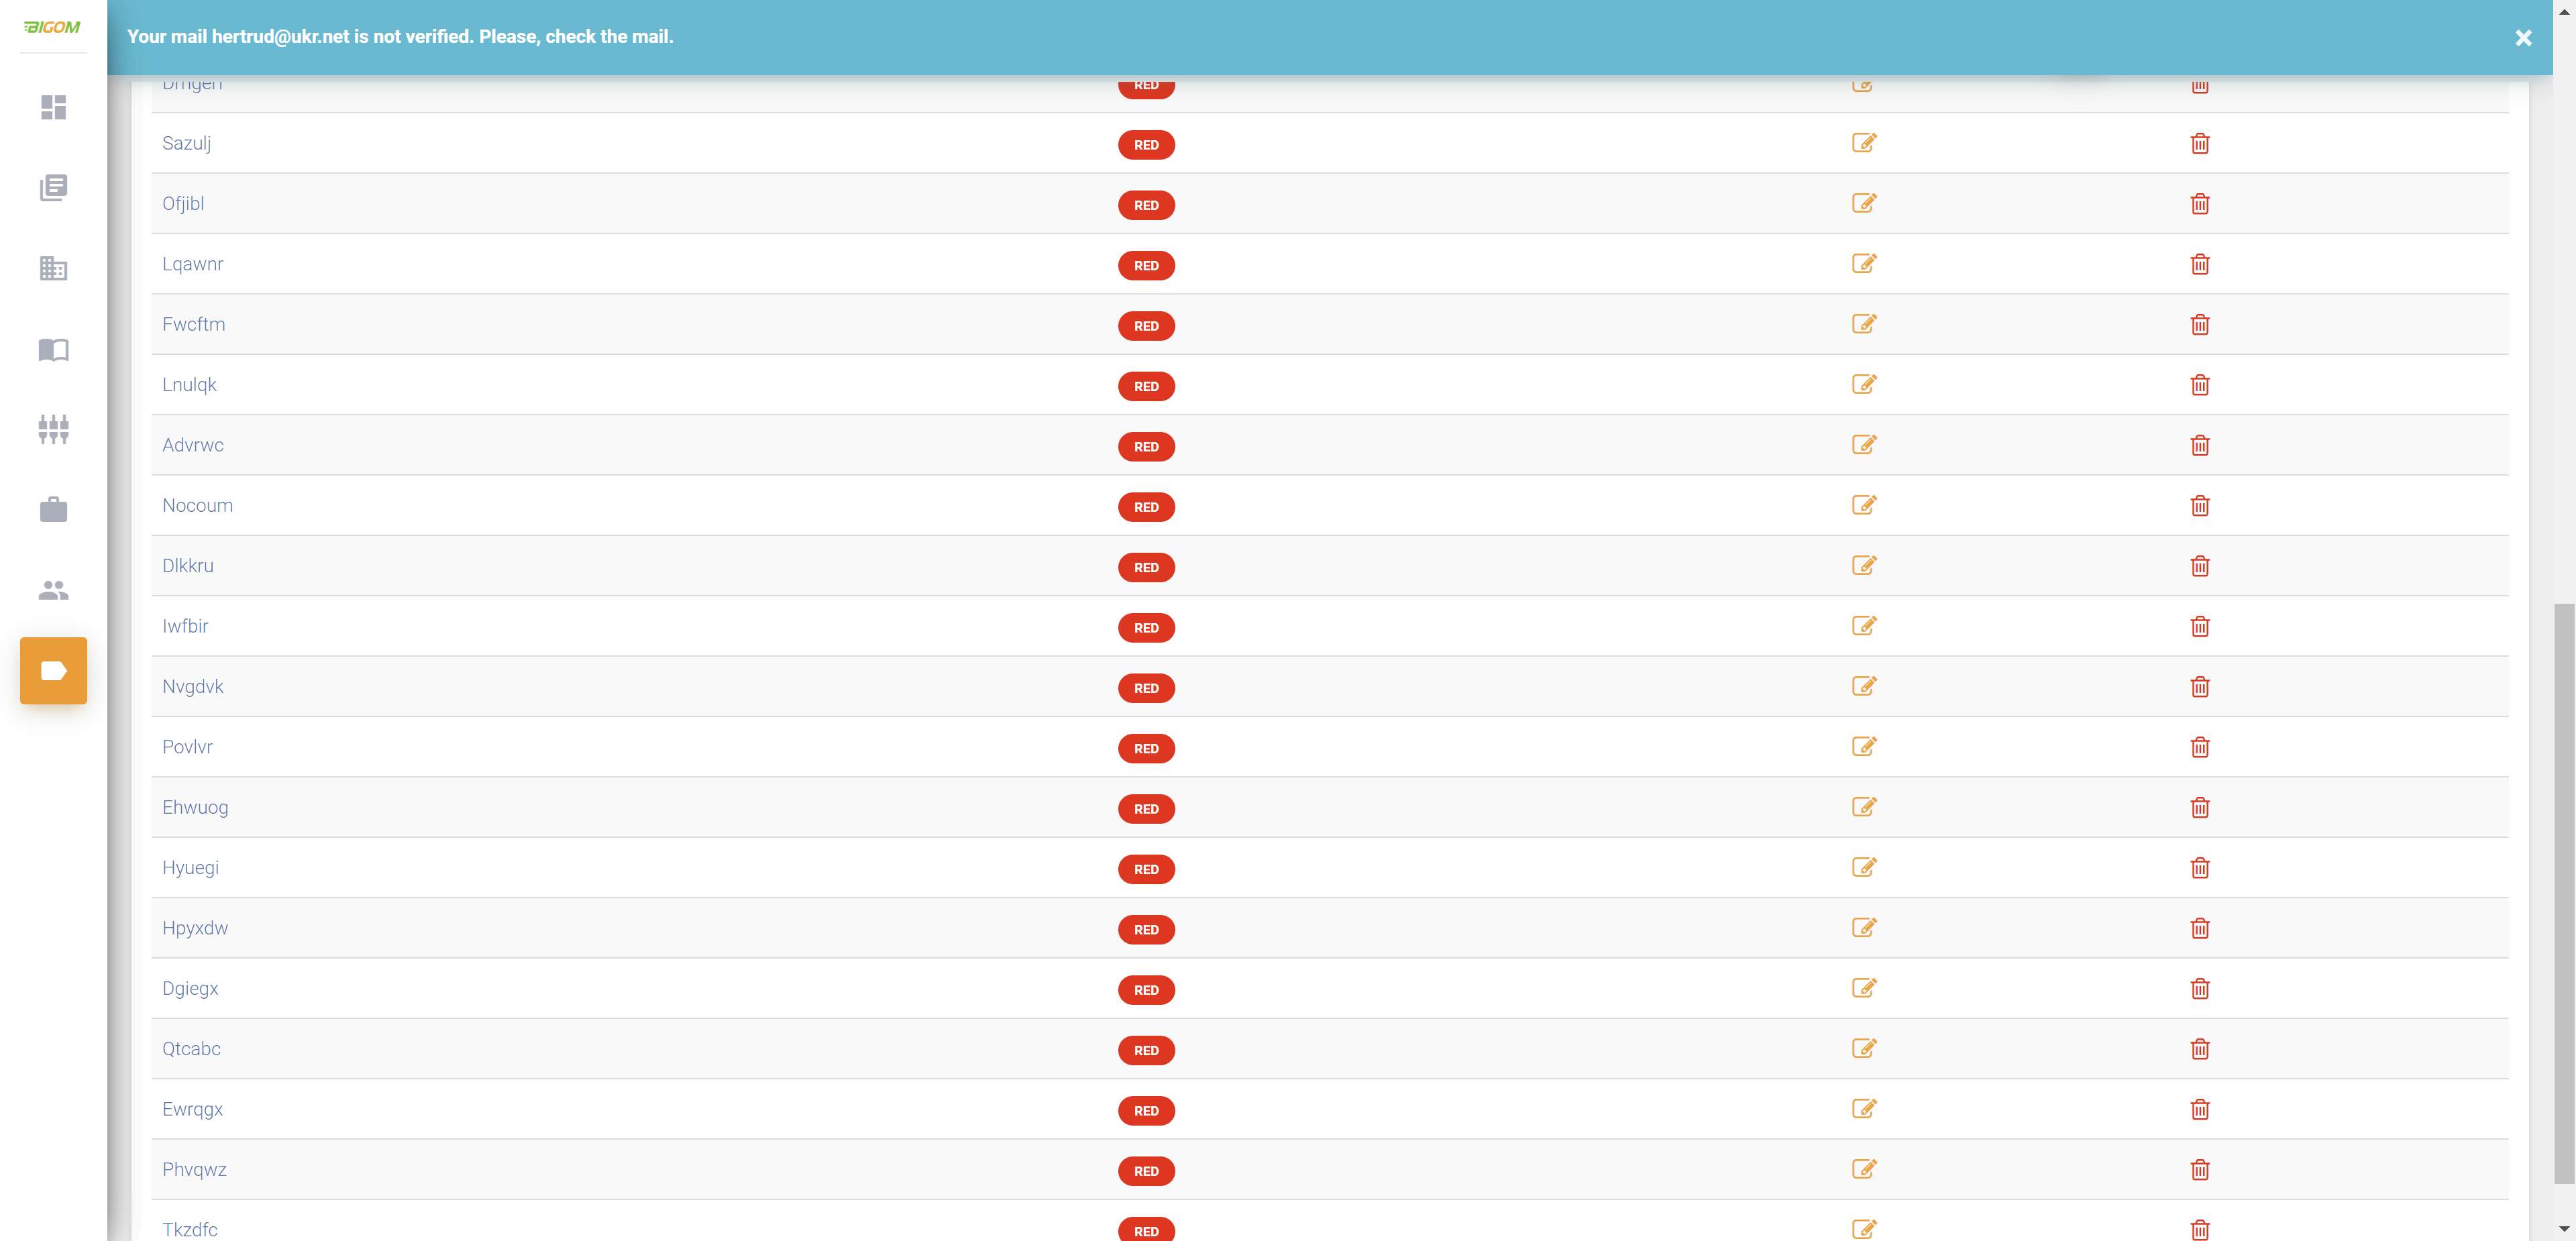 BIGOM
Your mail hertrud@ukr.net is not verified. Please, check the mail.
RED
Sazulj RED
Ofjibl RED
Lqawnr RED
Fwcftm RED
Lnulqk RED
Advrwc RED
Nocoum RED
Dlkkru RED
Iwfbir RED
Nvgdvk RED
Povlvr RED
Ehwuog RED
Hyuegi RED
Hpyxdw RED
Dgiegx RED
Qtcabc RED
Ewrqgx RED
Phvqwz RED
Tkzdfc RED